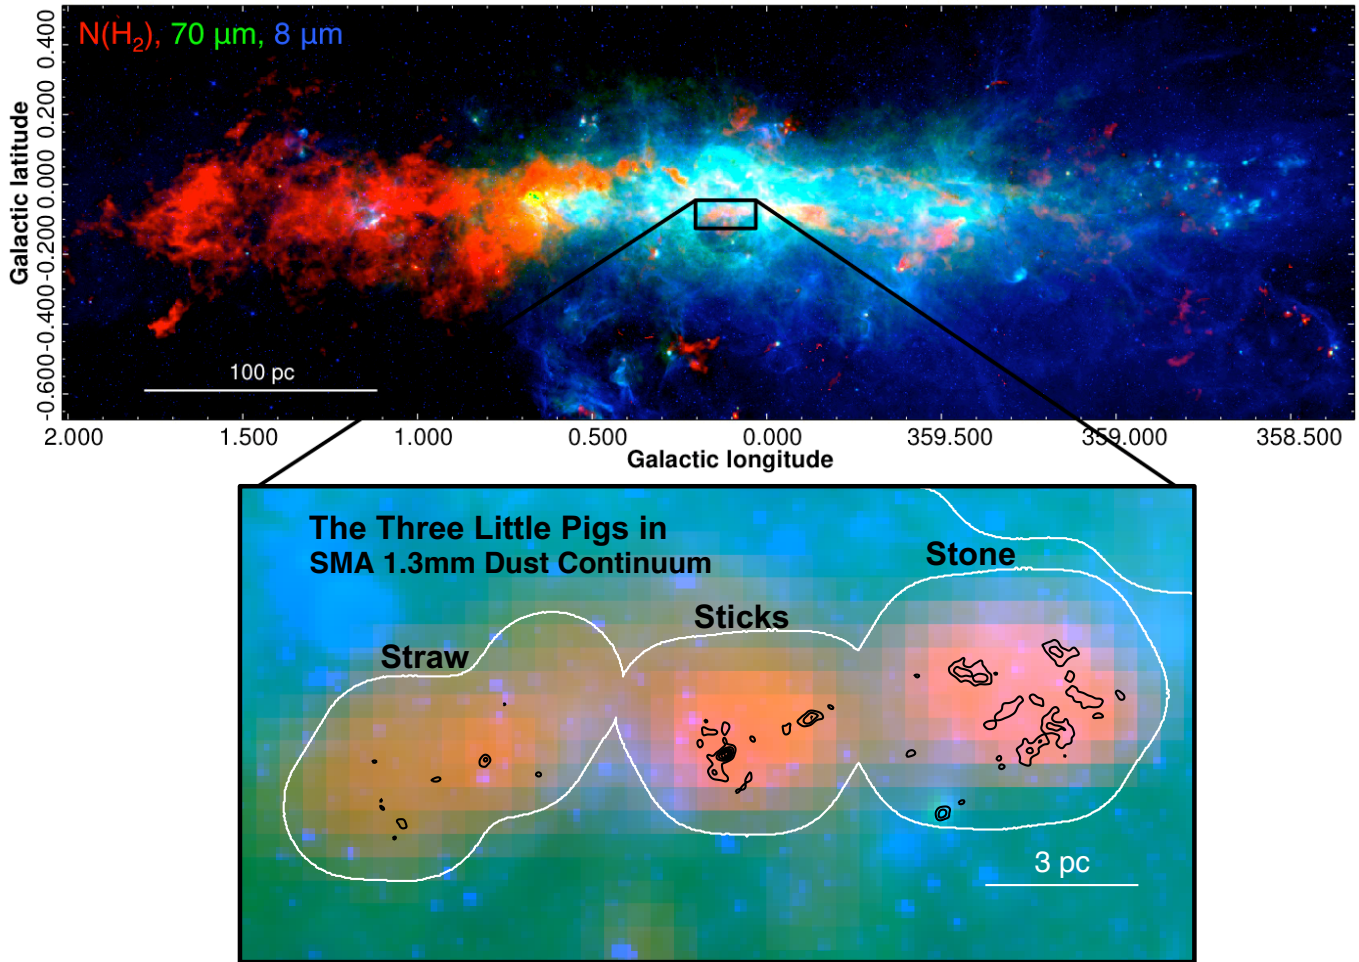 N(H₂), 70 µm, 8 µm
Galactic latitude
0.400
0.200
0.000
-0.200
-0.400
-0.600
100 pc
2.000 1.500 1.000 0.500 0.000 359.500 359.000 358.500
Galactic longitude
The Three Little Pigs in
SMA 1.3mm Dust Continuum
Straw
Sticks
Stone
3 pc